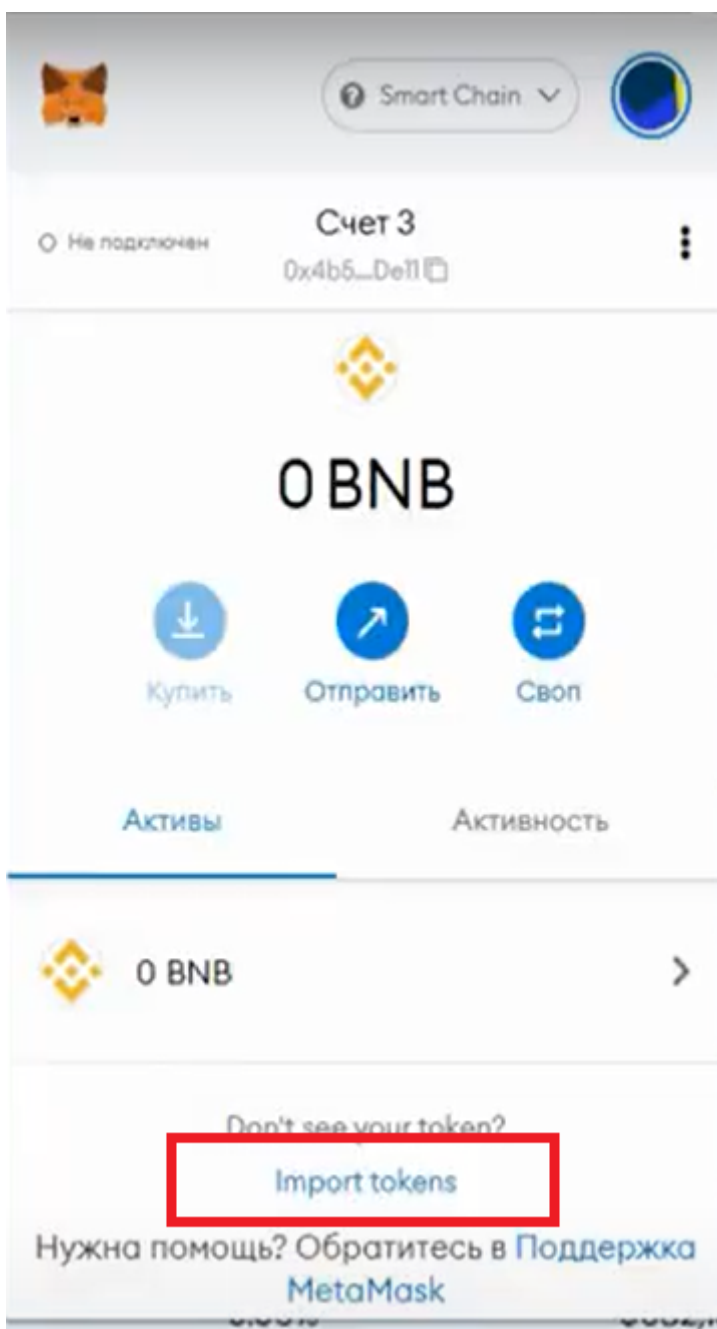 Smart Chain
Не подключен
Счет 3
0x4b5...De11
0 BNB
Купить Отправить Своп
Активы Активность
0 BNB
Don't see your token?
Import tokens
Нужна помощь? Обратитесь в Поддержка
MetaMask